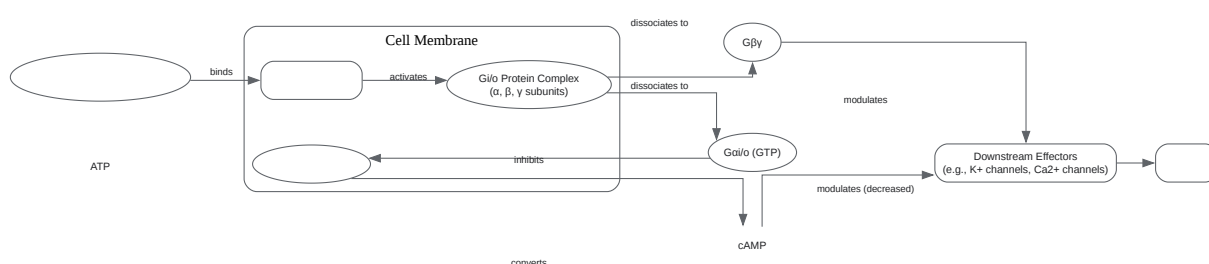 dissociates to
Cell Membrane
Gβγ
binds
activates
Gi/o Protein Complex
(α, β, γ subunits)
dissociates to
modulates
ATP
inhibits
Gαi/o (GTP)
Downstream Effectors
(e.g., K+ channels, Ca2+ channels)
modulates (decreased)
cAMP
converts